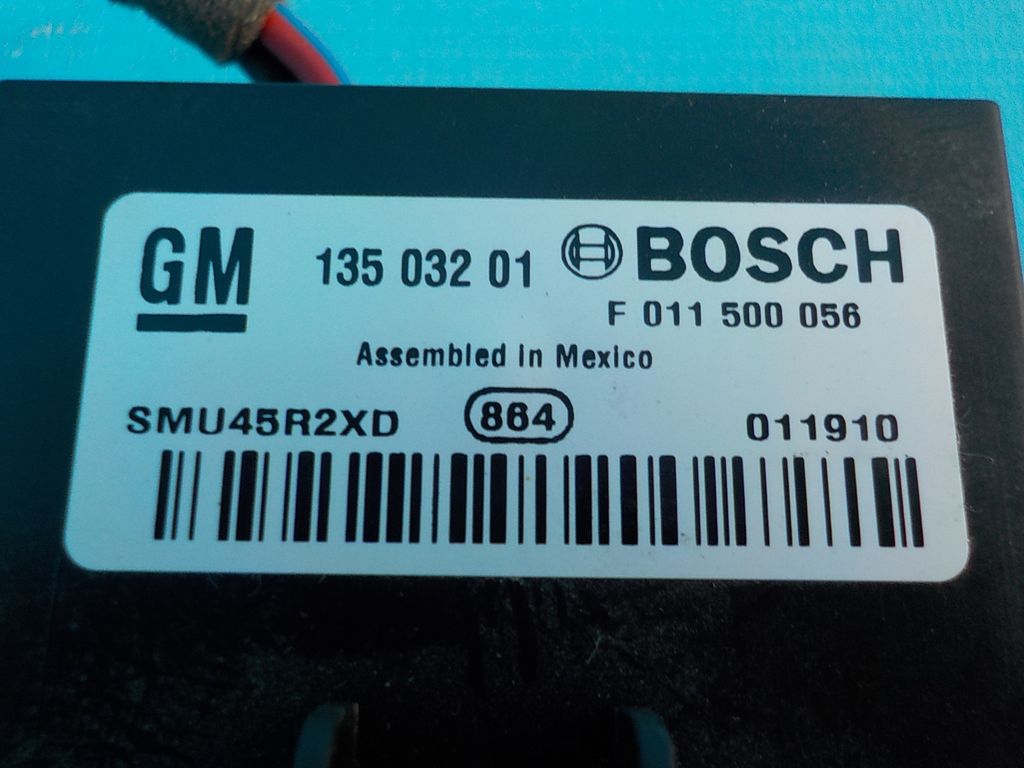 GM 135 032 01 BOSCH
F 011 500 056
Assembled in Mexico
SMU45R2XD 864 011910